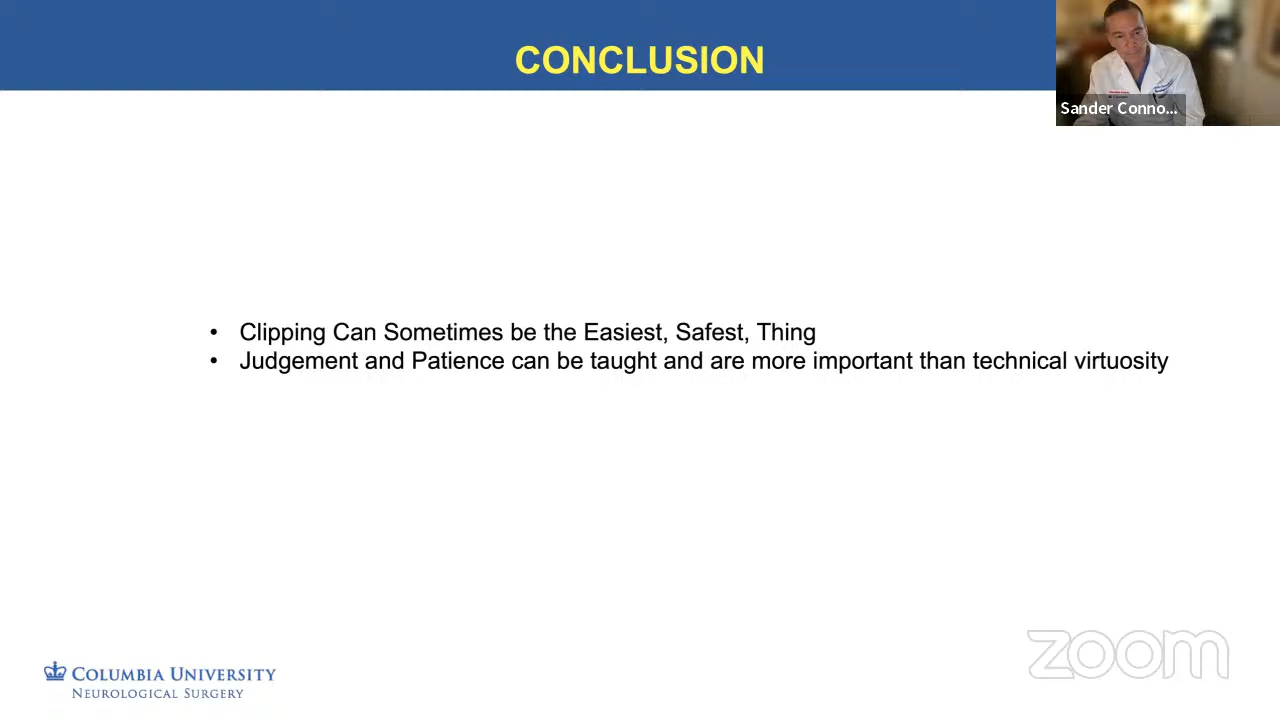 CONCLUSION
Sander Conno...
• Clipping Can Sometimes be the Easiest, Safest, Thing
• Judgement and Patience can be taught and are more important than technical virtuosity
COLUMBIA UNIVERSITY
NEUROLOGICAL SURGERY
zoom